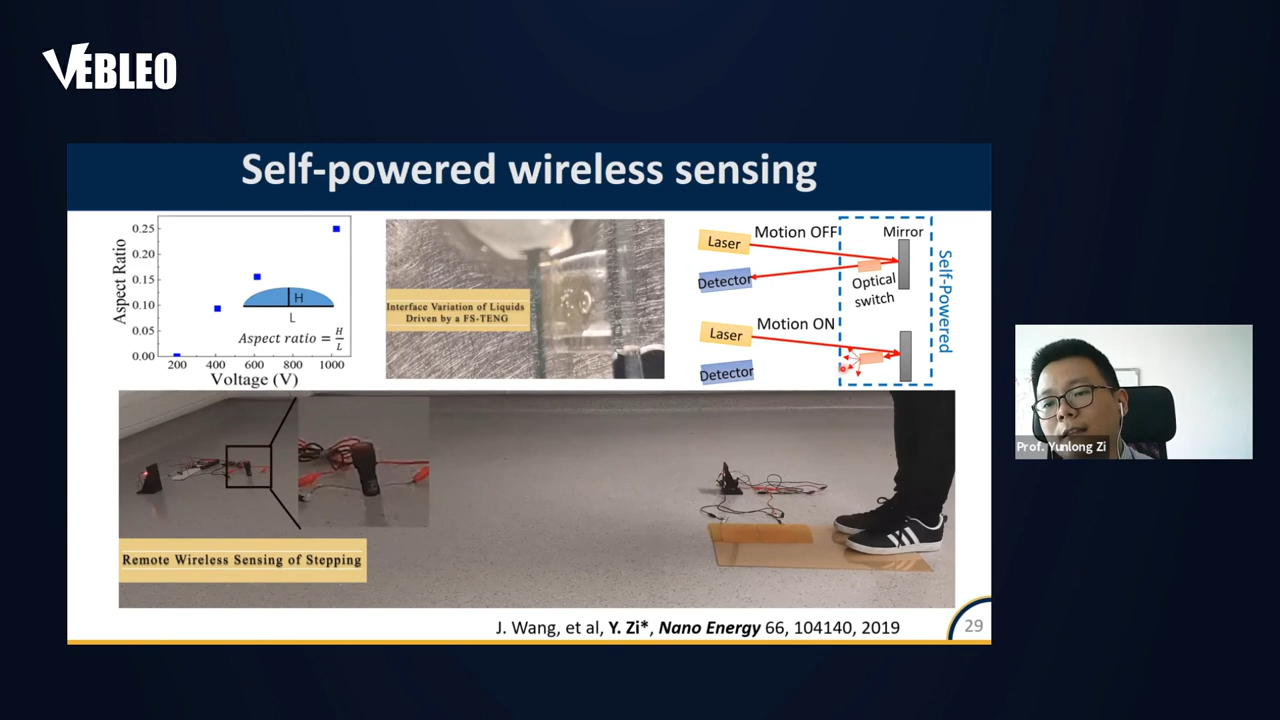 VEBLEO
Self-powered wireless sensing
Aspect Ratio
0.25
0.20
0.15
0.10
0.05
0.00
200 400 600 800 1000
Voltage (V)
H
L
Aspect ratio = H/L
Interface Variation of Liquids
Driven by a FS-TENG
Laser
Motion OFF
Mirror
Detector
Optical
switch
Laser
Motion ON
Detector
Self-Powered
Remote Wireless Sensing of Stepping
J. Wang, et al, Y. Zi*, Nano Energy 66, 104140, 2019
29
Prof. Yunlong Zi